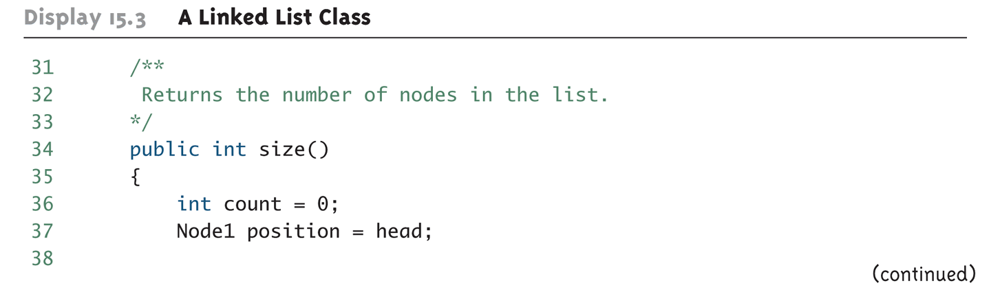 Display 15.3 A Linked List Class
31 /**
32 Returns the number of nodes in the list.
33 */
34 public int size()
35 {
36 int count = 0;
37 Node1 position = head;
38
(continued)